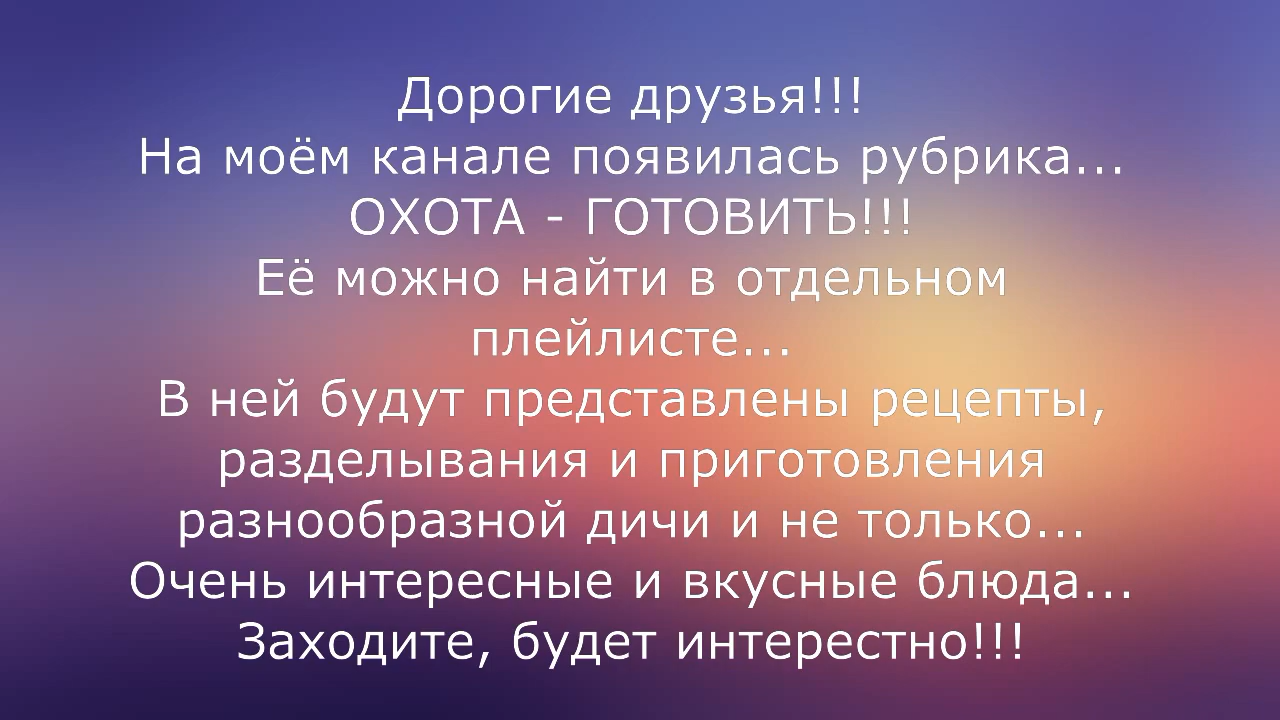 Дорогие друзья!!!
На моём канале появилась рубрика...
ОХОТА - ГОТОВИТЬ!!!
Её можно найти в отдельном
плейлисте...
В ней будут представлены рецепты,
разделывания и приготовления
разнообразной дичи и не только...
Очень интересные и вкусные блюда...
Заходите, будет интерестно!!!